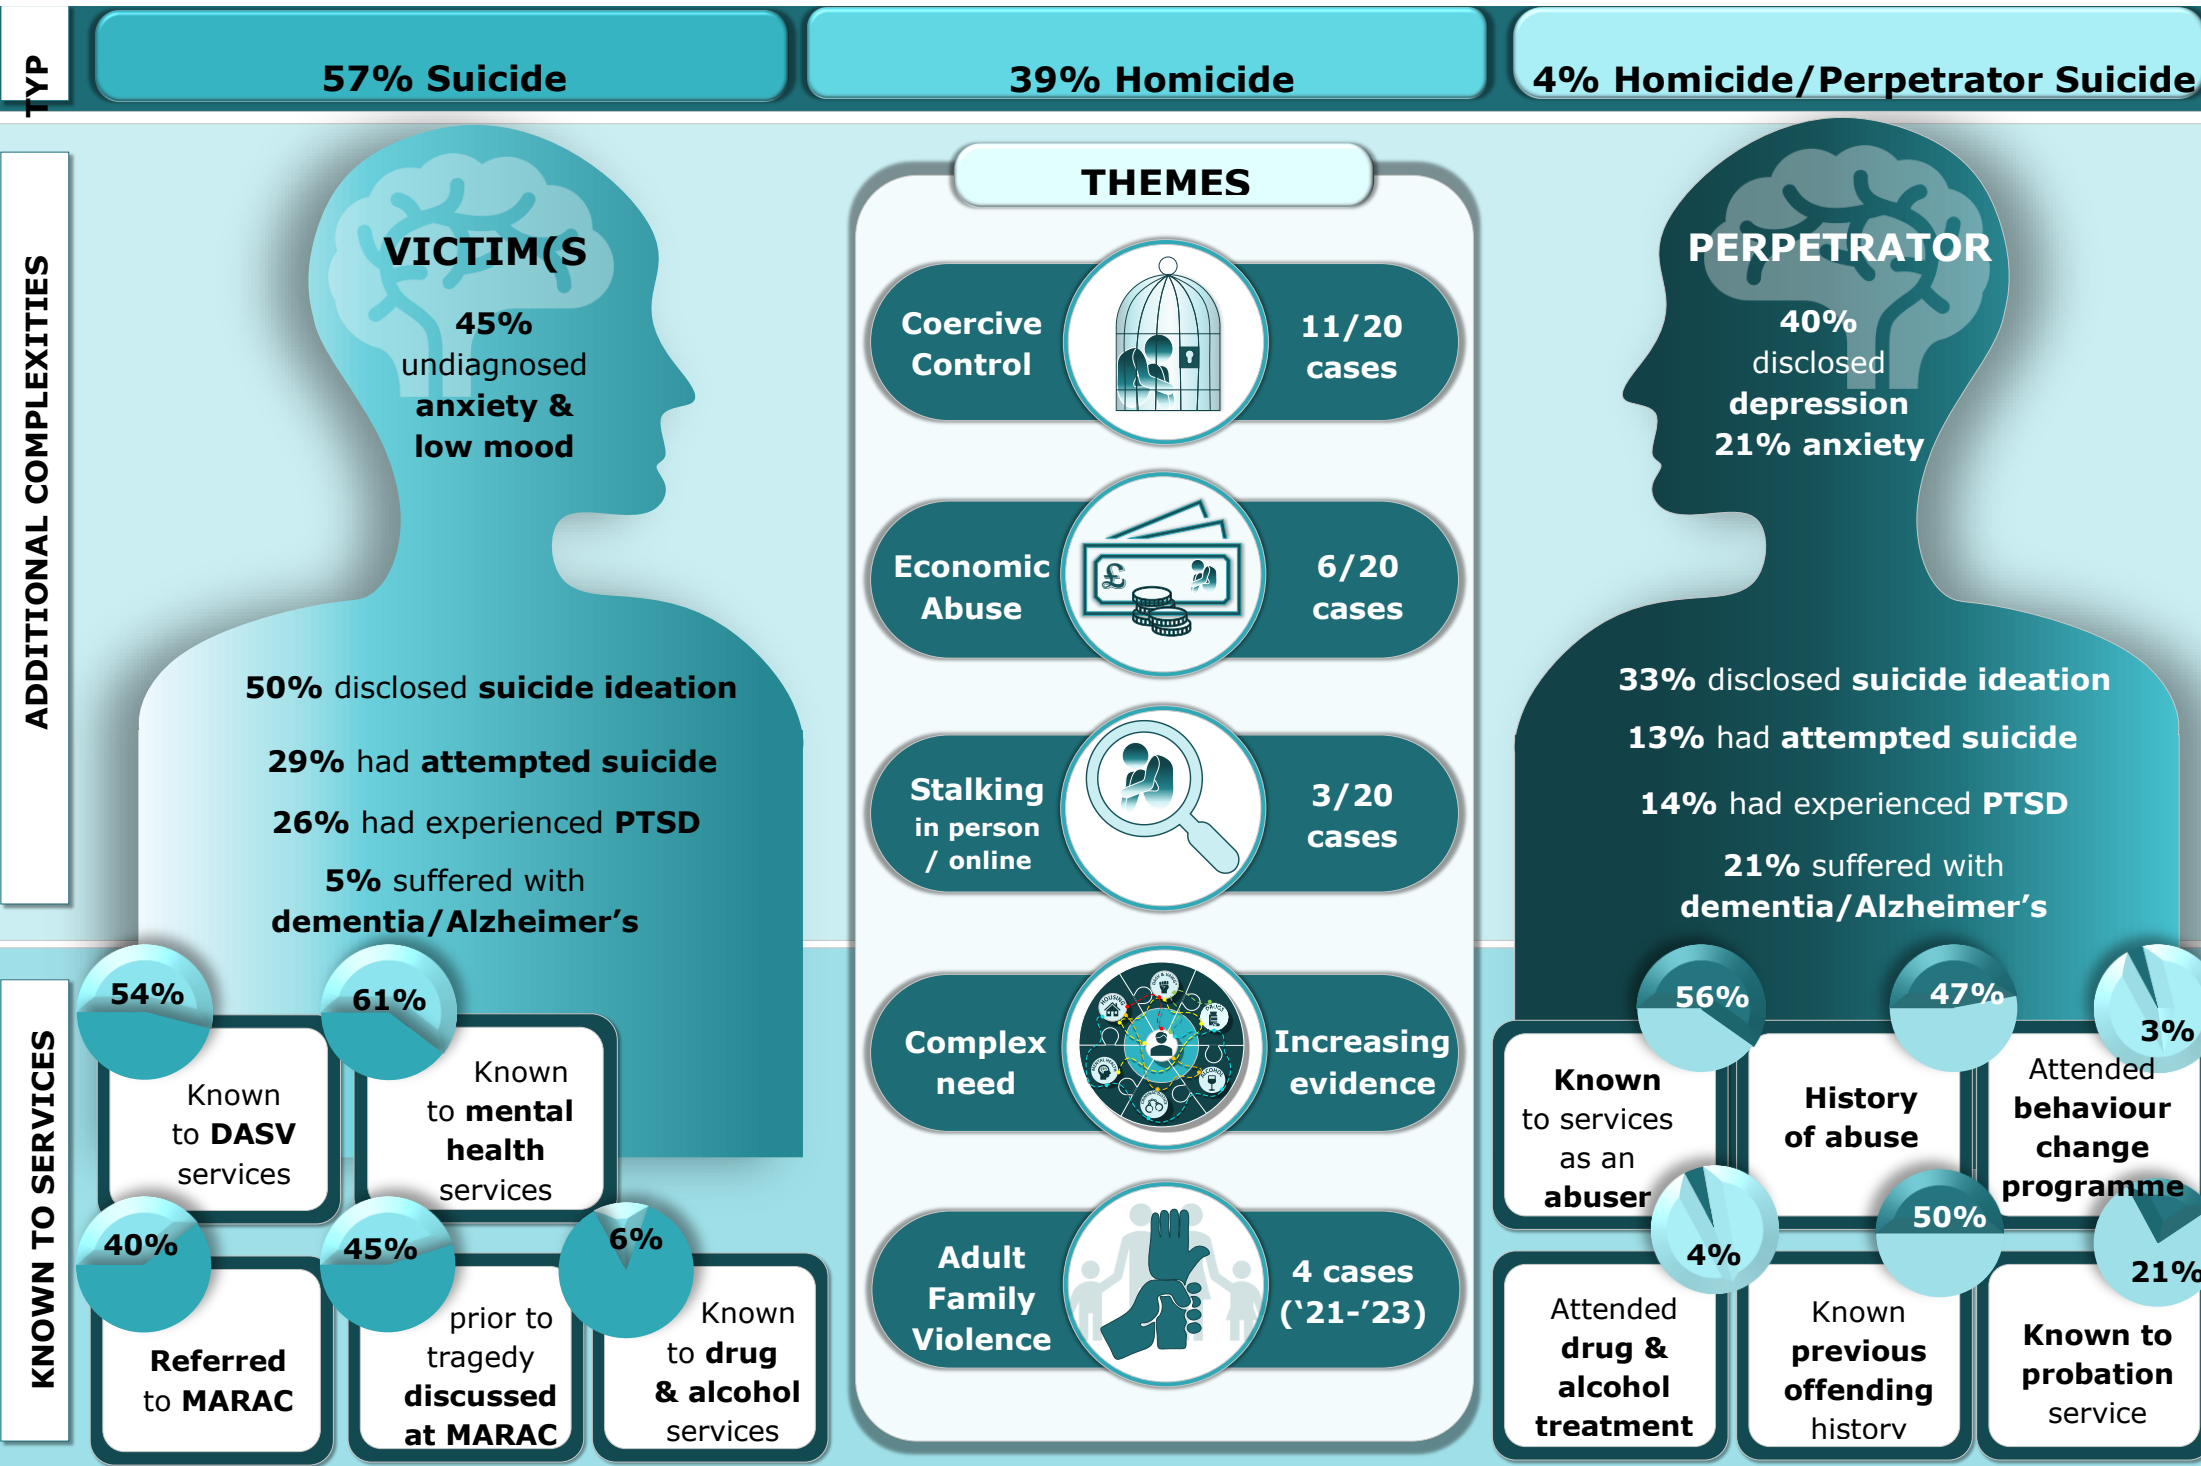 TYP
57% Suicide
39% Homicide
4% Homicide/Perpetrator Suicide
ADDITIONAL COMPLEXITIES
VICTIM(S
45%
undiagnosed
anxiety &
low mood
50% disclosed suicide ideation
29% had attempted suicide
26% had experienced PTSD
5% suffered with
dementia/Alzheimer’s
THEMES
Coercive
Control
11/20
cases
Economic
Abuse
£
6/20
cases
Stalking
in person
/ online
3/20
cases
Complex
need
HOUSING
DRUGS
ALCOHOL
MENTAL HEALTH
Increasing
evidence
Adult
Family
Violence
4 cases
(‘21-’23)
PERPETRATOR
40%
disclosed
depression
21% anxiety
33% disclosed suicide ideation
13% had attempted suicide
14% had experienced PTSD
21% suffered with
dementia/Alzheimer’s
KNOWN TO SERVICES
54%
Known
to DASV
services
61%
Known
to mental
health
services
40%
Referred
to MARAC
45%
prior to
tragedy
discussed
at MARAC
6%
Known
to drug
& alcohol
services
56%
Known
to services
as an
abuser
47%
History
of abuse
3%
Attended
behaviour
change
programme
4%
Attended
drug &
alcohol
treatment
50%
Known
previous
offending
history
21%
Known to
probation
service